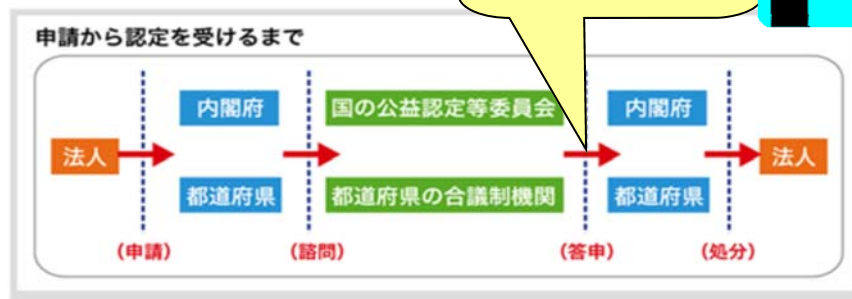 申請から認定を受けるまで
内閣府
国の公益認定等委員会
内閣府
法人
法人
都道府県
都道府県の合議制機関
都道府県
(申請)
(諮問)
(答申)
(処分)